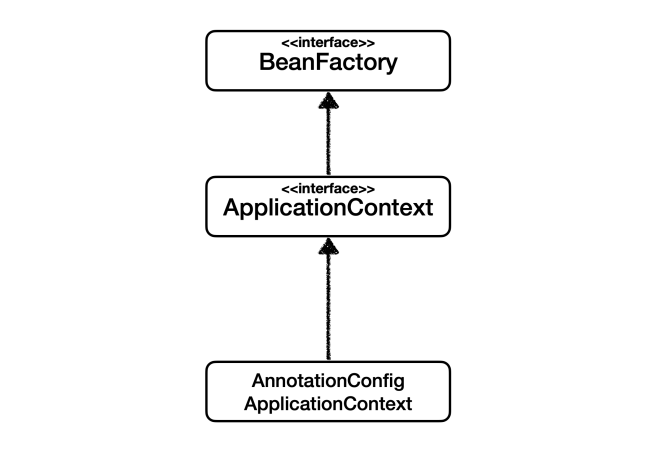 <<interface>>
BeanFactory
<<interface>>
ApplicationContext
AnnotationConfig
ApplicationContext